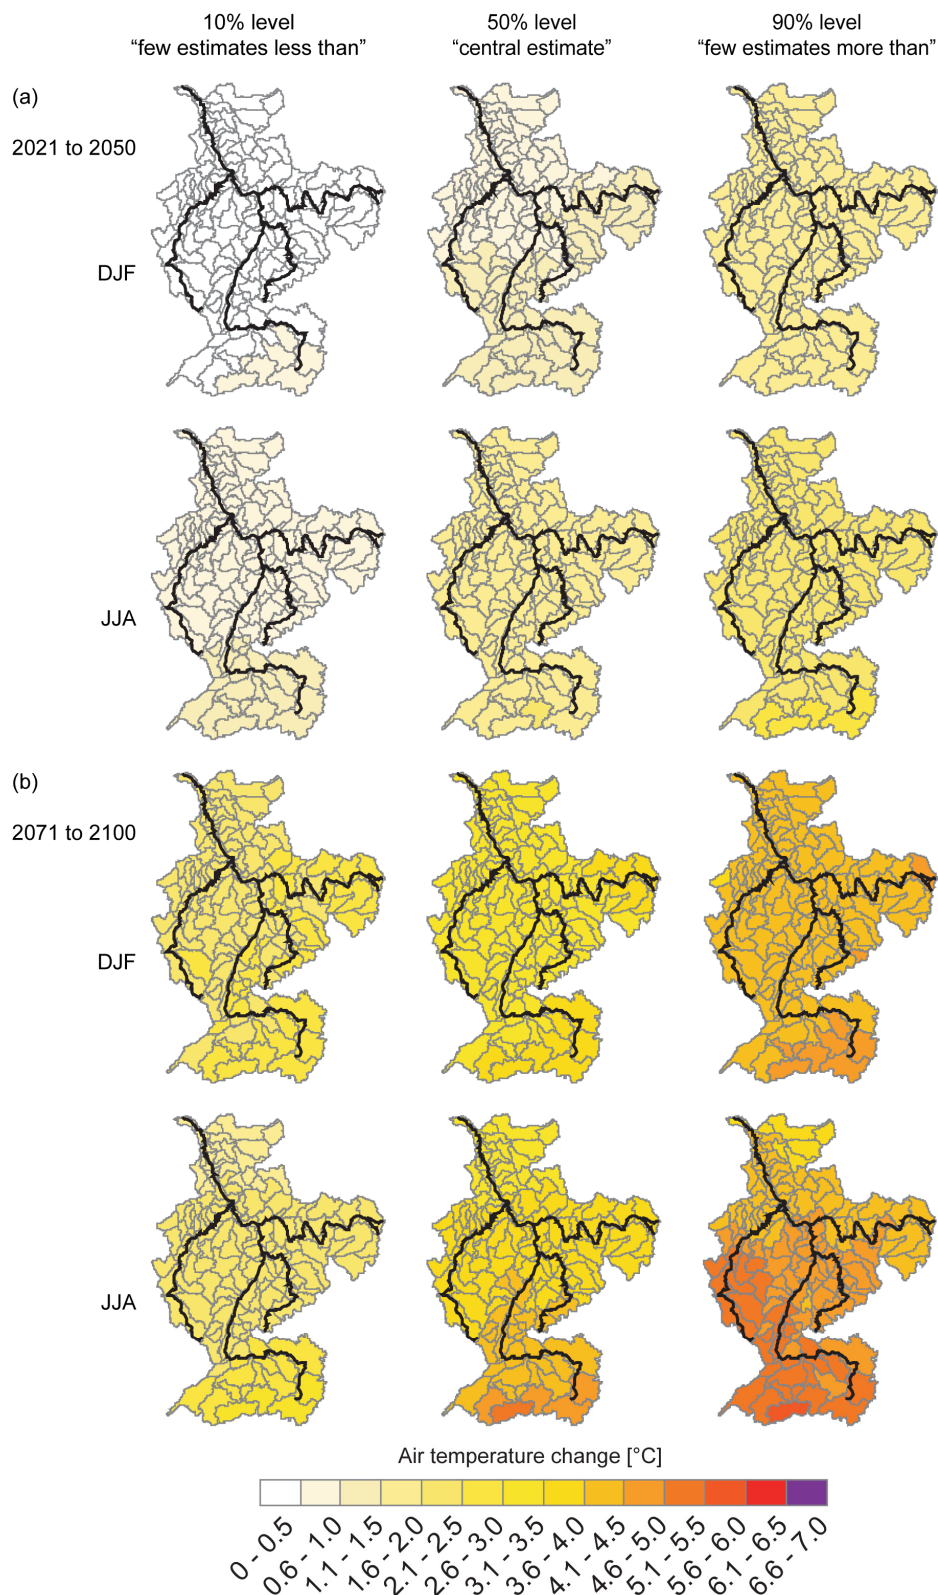 10% level
“few estimates less than”
50% level
“central estimate”
90% level
“few estimates more than”
(a)
2021 to 2050
DJF
JJA
(b)
2071 to 2100
DJF
JJA
Air temperature change [°C]
0 - 0.5
0.6 - 1.0
1.1 - 1.5
1.6 - 2.0
2.1 - 2.5
2.6 - 3.0
3.1 - 3.5
3.6 - 4.0
4.1 - 4.5
4.6 - 5.0
5.1 - 5.5
5.6 - 6.0
6.1 - 6.5
6.6 - 7.0